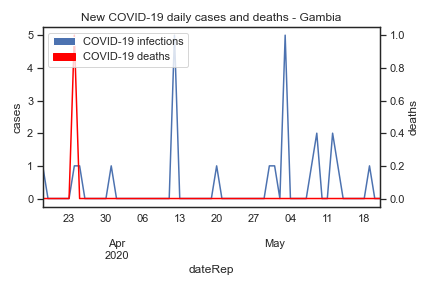 New COVID-19 daily cases and deaths - Gambia
COVID-19 infections
COVID-19 deaths
cases
5
4
3
2
1
0
deaths
1.0
0.8
0.6
0.4
0.2
0.0
23 30 06 13 20 27 04 11 18
Apr May
2020
dateRep